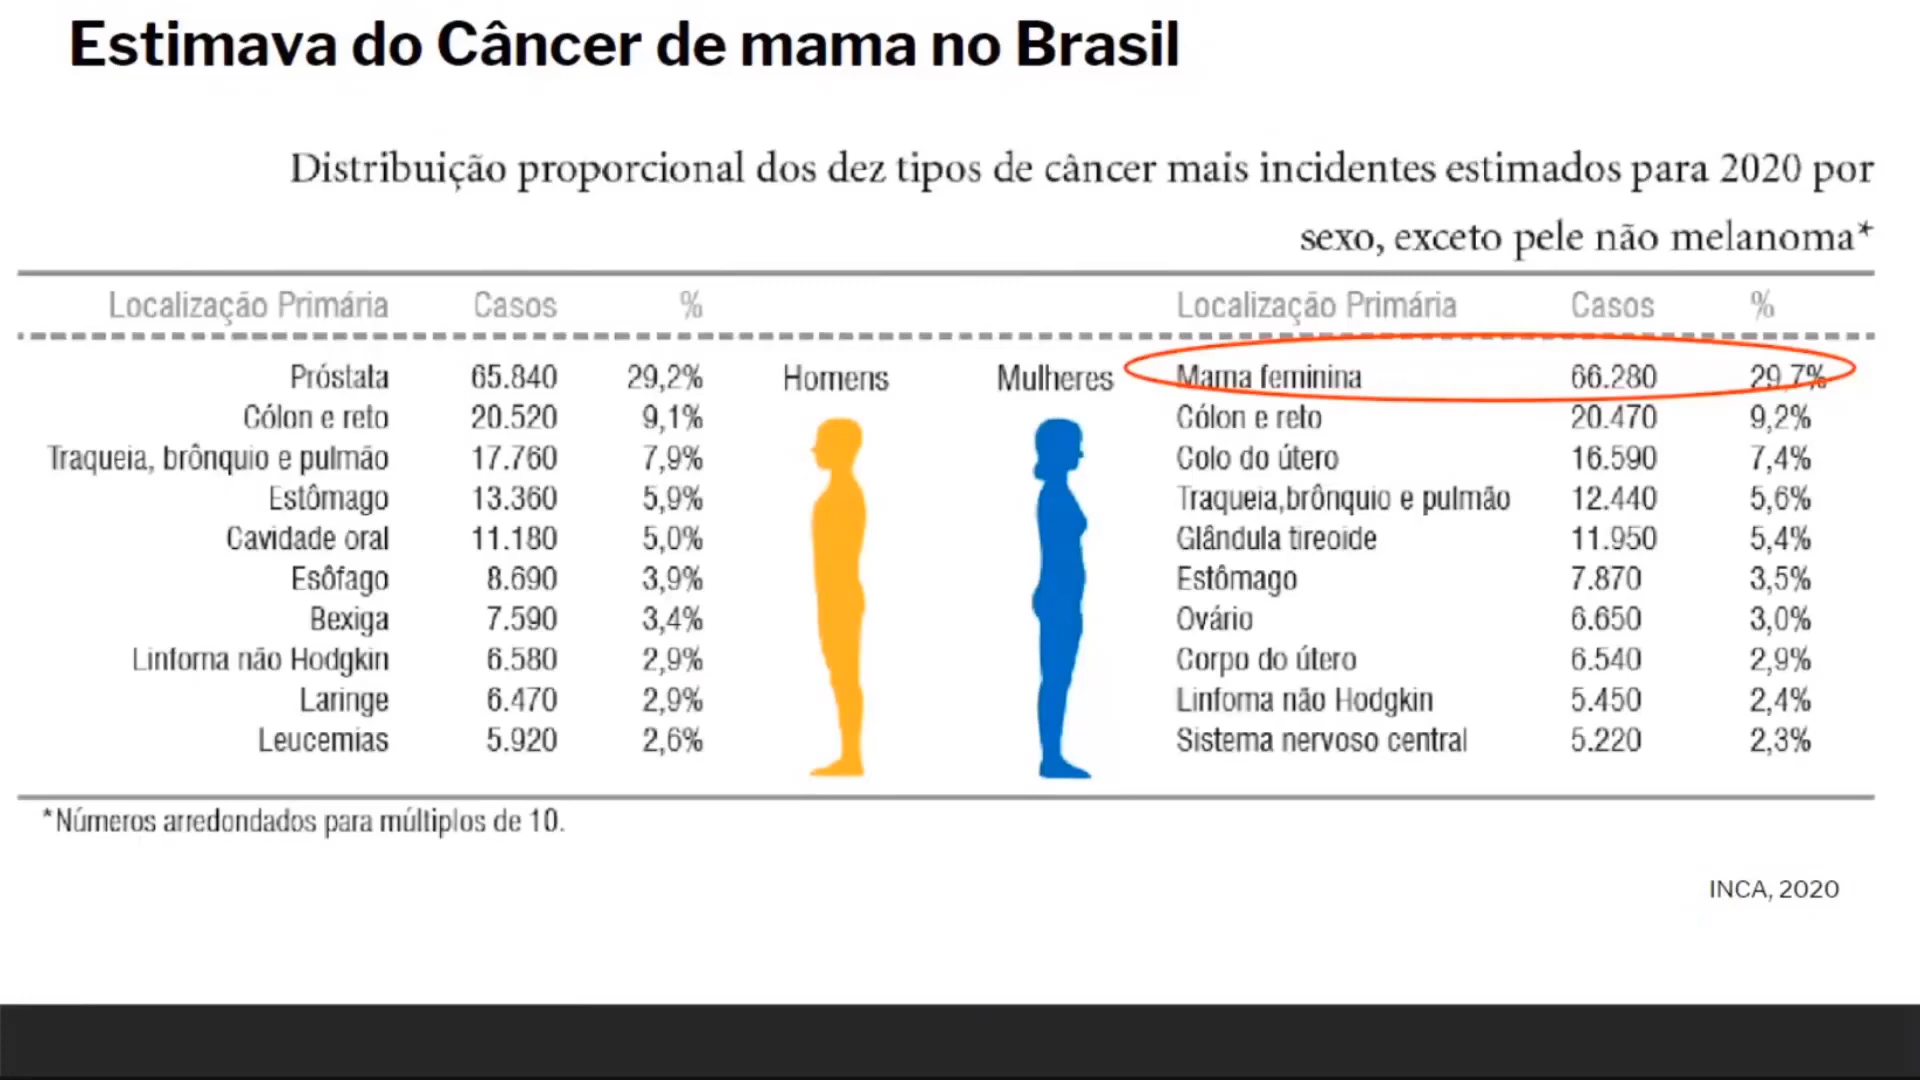 Estimava do Câncer de mama no Brasil
Distribuição proporcional dos dez tipos de câncer mais incidentes estimados para 2020 por
sexo, exceto pele não melanoma*
Localização Primária Casos % Localização Primária Casos %
Próstata 65.840 29,2% Homens Mulheres Mama feminina 66.280 29,7%
Cólon e reto 20.520 9,1% Cólon e reto 20.470 9,2%
Traqueia, brônquio e pulmão 17.760 7,9% Colo do útero 16.590 7,4%
Estômago 13.360 5,9% Traqueia,brônquio e pulmão 12.440 5,6%
Cavidade oral 11.180 5,0% Glândula tireoide 11.950 5,4%
Esôfago 8.690 3,9% Estômago 7.870 3,5%
Bexiga 7.590 3,4% Ovário 6.650 3,0%
Linfoma não Hodgkin 6.580 2,9% Corpo do útero 6.540 2,9%
Laringe 6.470 2,9% Linfoma não Hodgkin 5.450 2,4%
Leucemias 5.920 2,6% Sistema nervoso central 5.220 2,3%
*Números arredondados para múltiplos de 10.
INCA, 2020